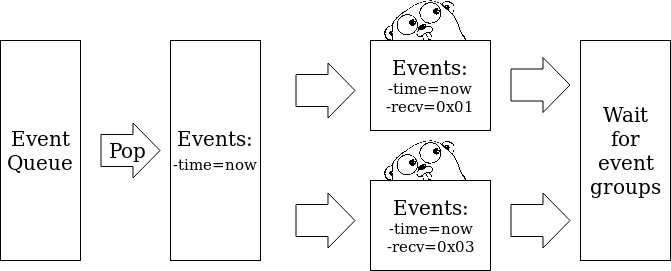 Event
Queue
Pop
Events:
-time=now
Events:
-time=now
-recv=0x01
Events:
-time=now
-recv=0x03
Wait
for
event
groups